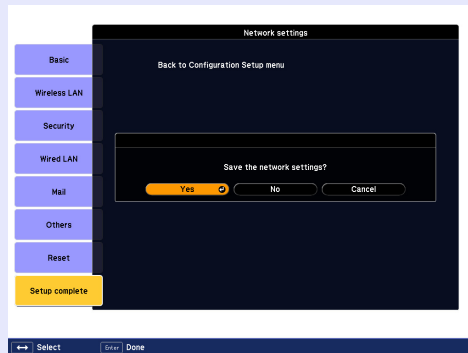 Network settings
Basic
Back to Configuration Setup menu
Wireless LAN
Security
Wired LAN
Save the network settings?
Yes No Cancel
Mail
Others
Reset
Setup complete
Select Enter Done